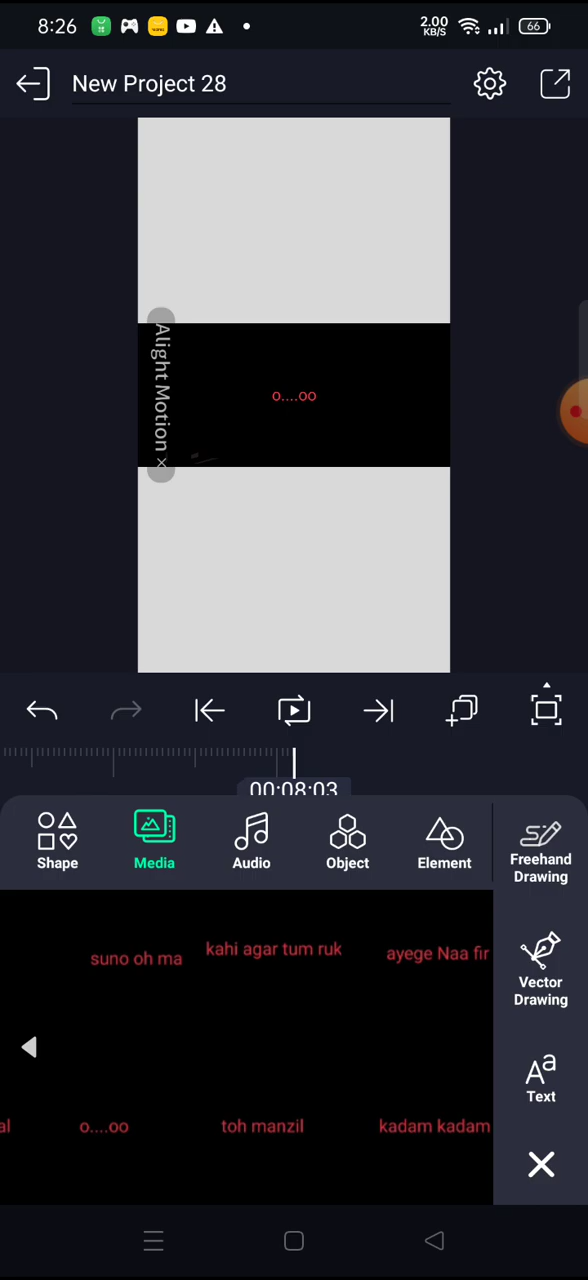 8:26
2.00
KB/S
66
New Project 28
Alight Motion ×
o....oo
00:08:03
Shape
Media
Audio
Object
Element
Freehand
Drawing
suno oh ma
kahi agar tum ruk
ayege Naa fir
Vector
Drawing
al
o....oo
toh manzil
kadam kadam
Aa
Text